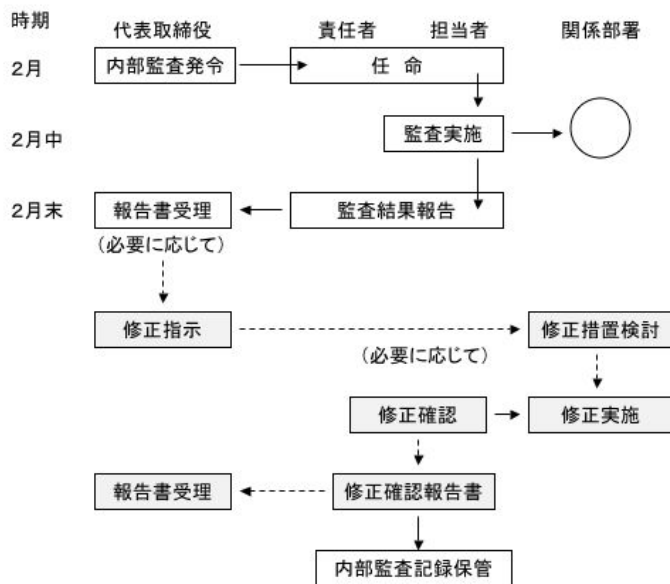 時期
代表取締役 責任者 担当者 関係部署
2月 内部監査発令 任 命
2月中 監査実施
2月末 報告書受理 監査結果報告
（必要に応じて）
修正指示 修正措置検討
（必要に応じて）
修正確認 修正実施
報告書受理 修正確認報告書
内部監査記録保管